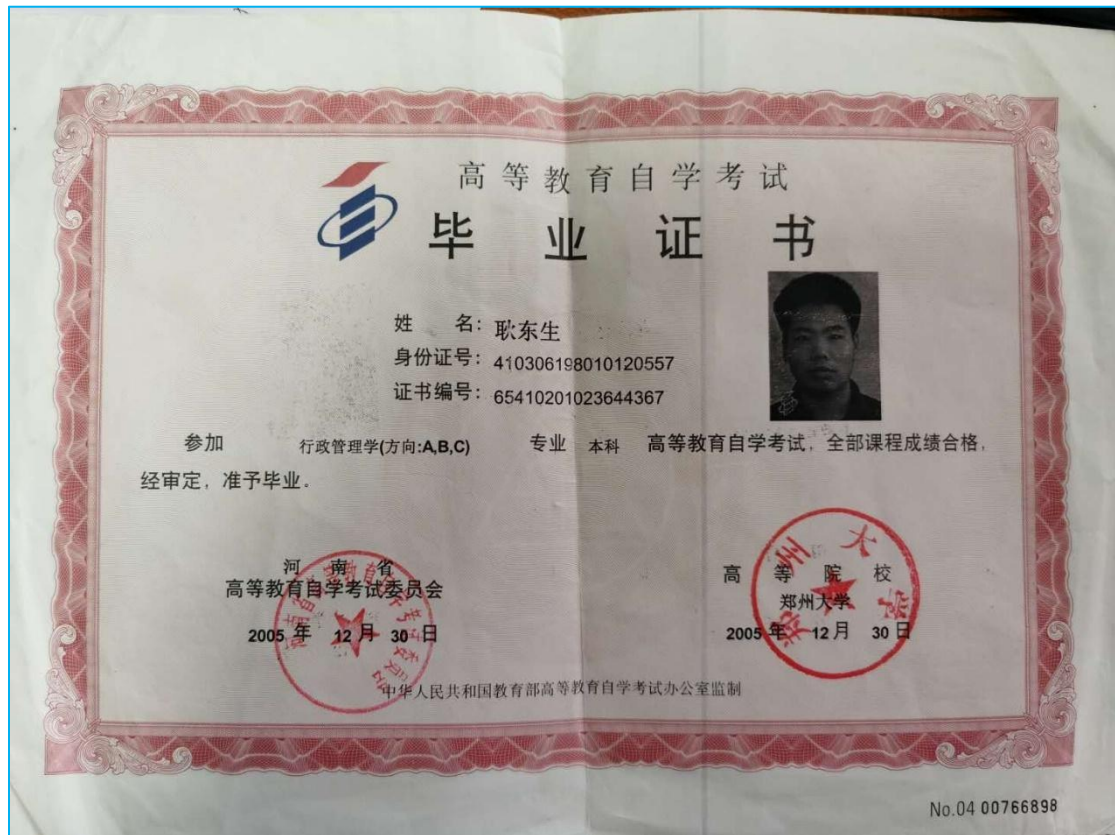 高等教育自学考试
毕业证书
姓 名: 耿东生
身份证号: 410306198010120557
证书编号: 65410201023644367
参加 行政管理学(方向:A,B,C) 专业 本科 高等教育自学考试，全部课程成绩合格，
经审定，准予毕业。
河南省
高等教育自学考试委员会
2005 年 12 月 30 日
高等院校
郑州大学
2005 年 12 月 30 日
郑州大学
中华人民共和国教育部高等教育自学考试办公室监制
No.04 00766898